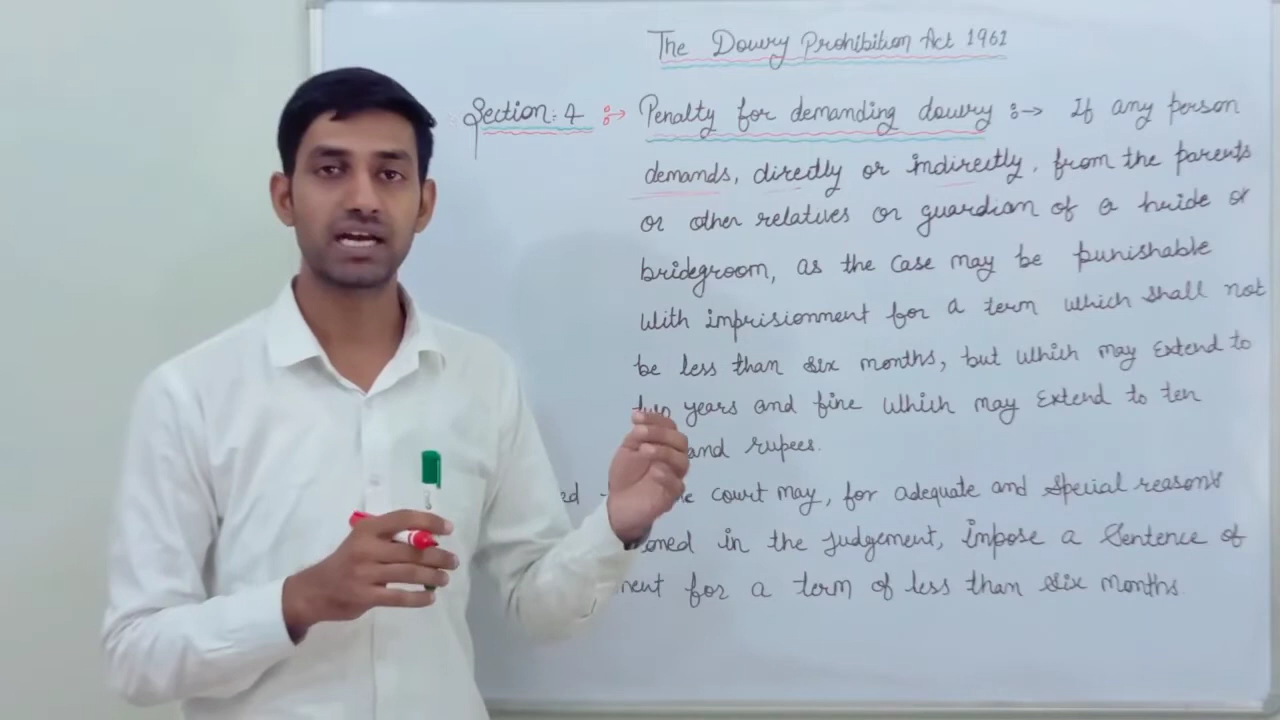 The Dowry Prohibition Act 1961
Section: 4 :→ Penalty for demanding dowry :→ If any person
demands, directly or indirectly, from the parents
or other relatives or guardian of a bride or
bridegroom, as the case may be punishable
With imprisionment for a term which shall not
be less than six months, but which may Extend to
two years and fine which may Extend to ten
and rupees.
court may, for adequate and Special reason's
in the Judgement, impose a Sentence of
for a term of less than six months.